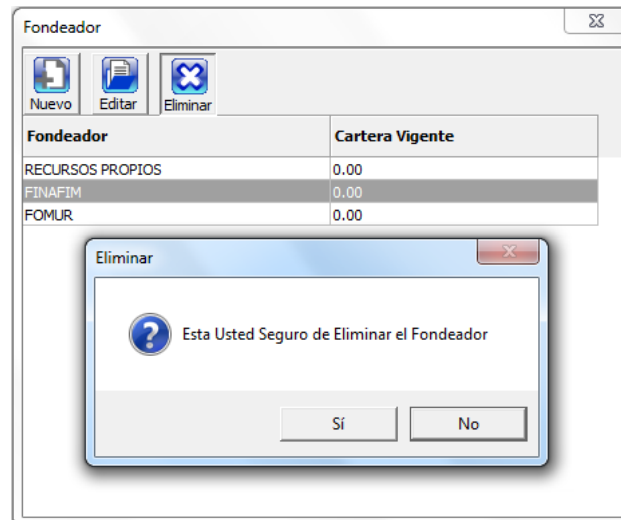 Fondeador
Nuevo Editar Eliminar
Fondeador Cartera Vigente
RECURSOS PROPIOS 0.00
FINAFIM 0.00
FOMUR 0.00
Eliminar
Esta Usted Seguro de Eliminar el Fondeador
Sí No